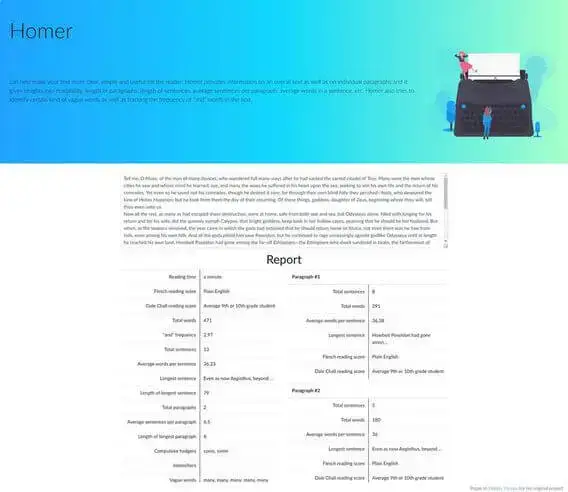 Homer
can help make your text more clear, simple and useful for the reader. Homer provides information on an overall text as well as on individual paragraphs and it
gives insights into readability, length of paragraphs, length of sentences, average sentences per paragraph, average words in a sentence, etc. Homer also tries to
identify certain kind of vague words as well as tracking the frequency of "and" words in the text.
Tell me, O Muse, of the man of many devices, who wandered full many ways after he had sacked the sacred citadel of Troy. Many were the men whose
cities he saw and whose mind he learned, aye, and many the woes he suffered in his heart upon the sea, seeking to win his own life and the return of his
comrades. Yet even so he saved not his comrades, though he desired it sore, for through their own blind folly they perished—fools, who devoured the
kine of Helios Hyperion; but he took from them the day of their returning. Of these things, goddess, daughter of Zeus, beginning where thou wilt, tell
thou even unto us.
Now all the rest, as many as had escaped sheer destruction, were at home, safe from both war and sea, but Odysseus alone, filled with longing for his
return and for his wife, did the queenly nymph Calypso, that bright goddess, keep back in her hollow caves, yearning that he should be her husband. But
when, as the seasons revolved, the year came in which the gods had ordained that he should return home to Ithaca, not even there was he free from
toils, even among his own folk. And all the gods pitied him save Poseidon; but he continued to rage unceasingly against godlike Odysseus until at length
he reached his own land. Howbeit Poseidon had gone among the far-off Ethiopians—the Ethiopians who dwell sundered in twain, the farthermost of
Report
Reading time a minute
Flesch reading score Plain English
Dale Chall reading score Average 9th or 10th grade student
Total words 471
"and" frequency 2.97
Total sentences 13
Average words per sentence 36.23
Longest sentence Even as now Aegisthus, beyond ...
Length of longest sentence 79
Total paragraphs 2
Average sentences per paragraph 6.5
Length of longest paragraph 8
Compulsive hedgers some, some
Intensifiers
Vague words many, many, many, many, many
Paragraph #1
Total sentences 8
Total words 291
Average words per sentence 36.38
Longest sentence Howbeit Poseidon had gone
amon...
Flesch reading score Plain English
Dale Chall reading score Average 9th or 10th grade student
Paragraph #2
Total sentences 5
Total words 180
Average words per sentence 36
Longest sentence Even as now Aegisthus, beyond ...
Flesch reading score Plain English
Dale Chall reading score Average 9th or 10th grade student
for his original project!